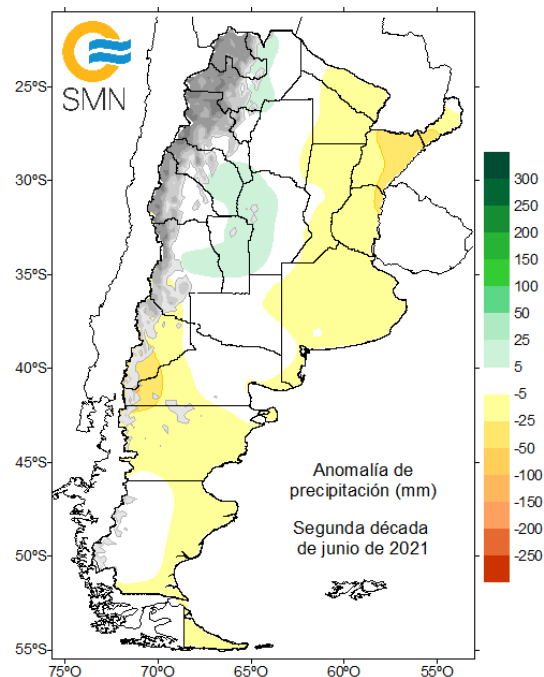 SMN
25°S
30°S
35°S
40°S
45°S
50°S
55°S
75°O
70°O
65°O
60°O
55°O
Anomalía de
precipitación (mm)
Segunda década
de junio de 2021
300
250
200
150
100
50
25
5
-5
-25
-50
-100
-150
-200
-250